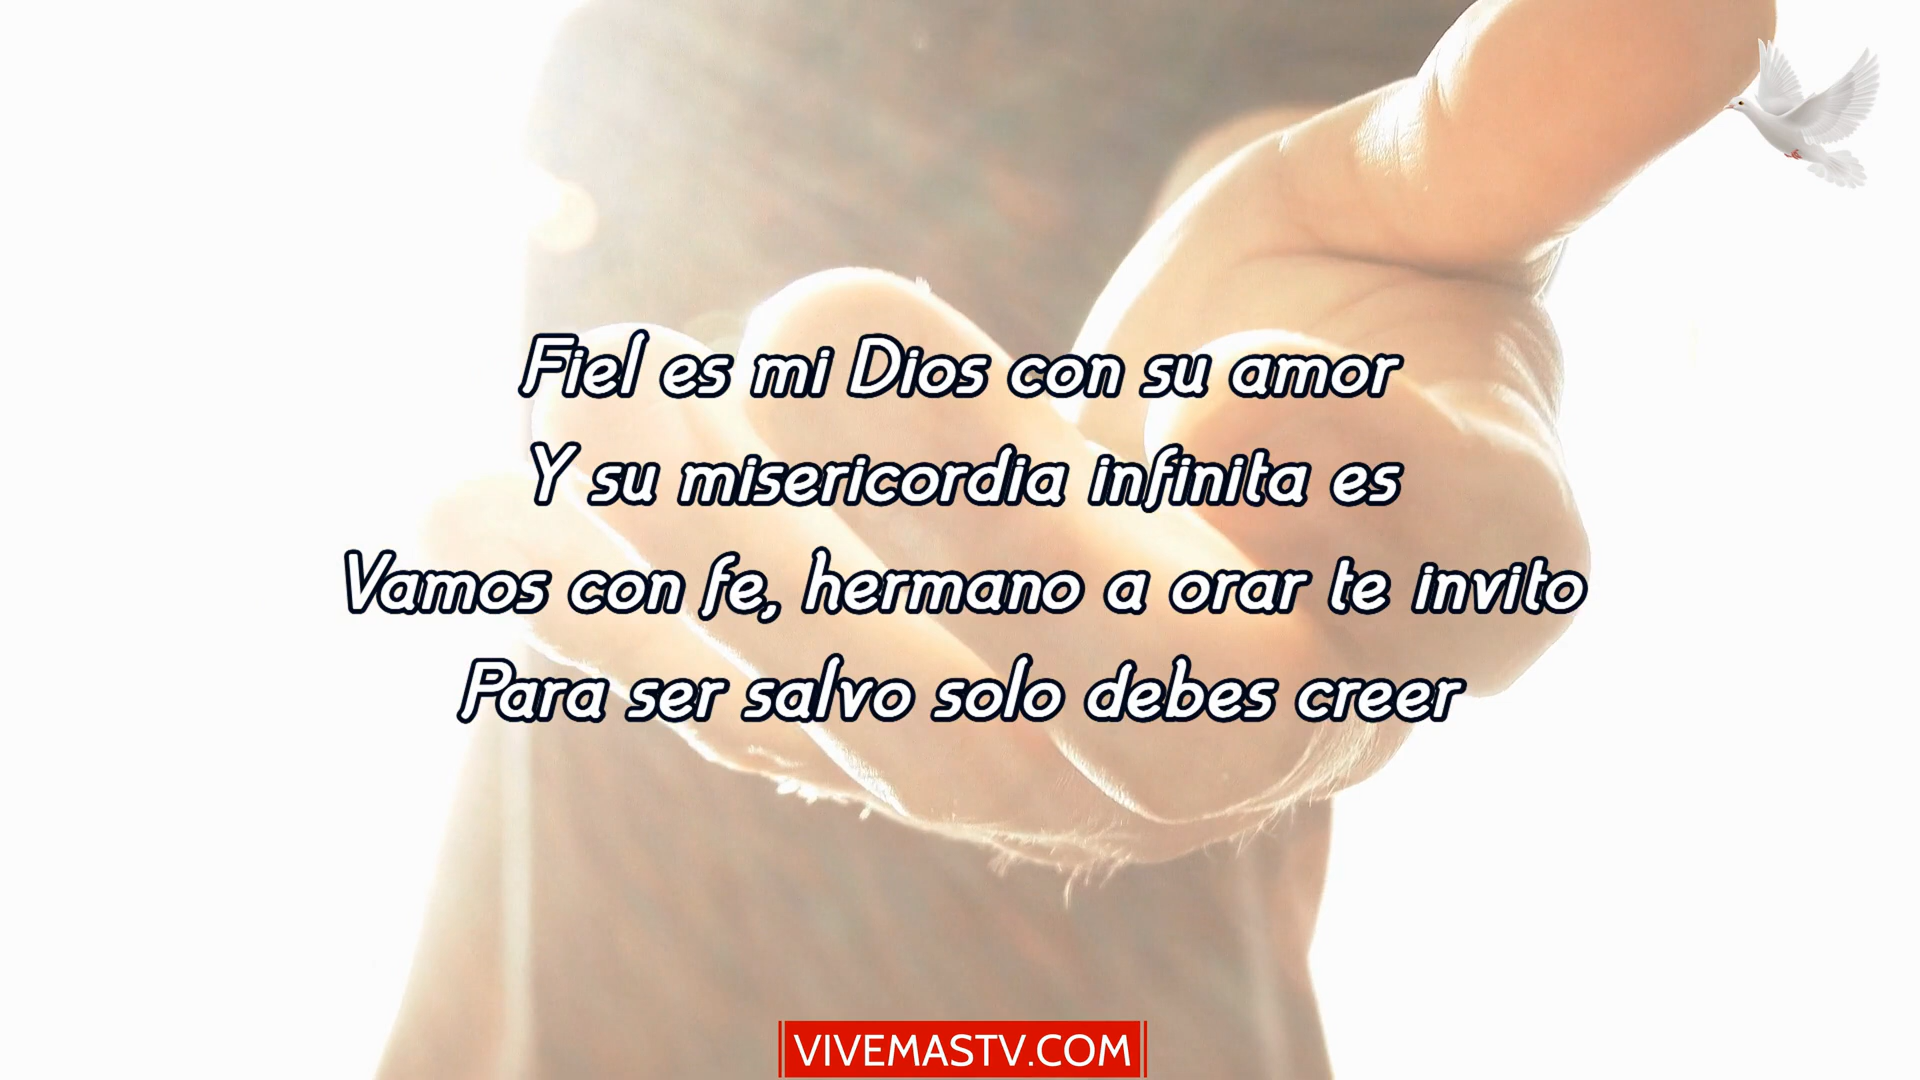 Fiel es mi Dios con su amor
Y su misericordia infinita es
Vamos con fe, hermano a orar te invito
Para ser salvo solo debes creer
VIVEMASTV.COM